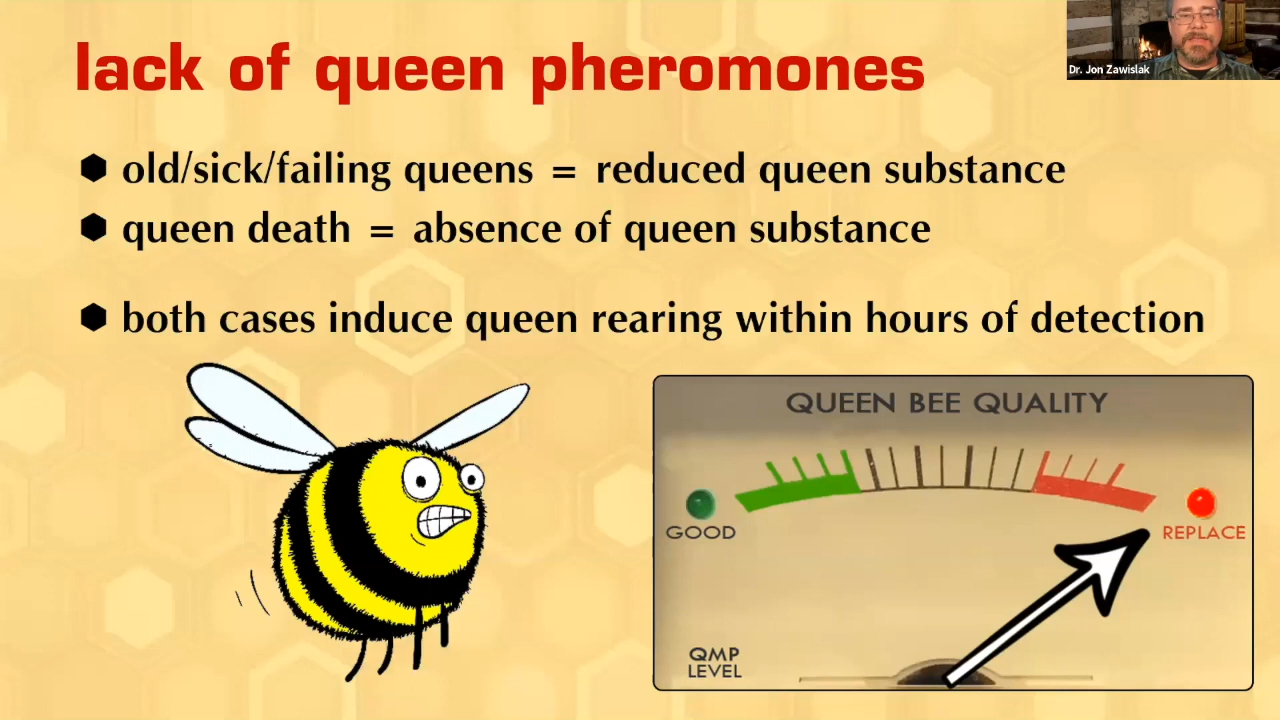 lack of queen pheromones
Dr. Jon Zawislak
old/sick/failing queens = reduced queen substance
queen death = absence of queen substance
both cases induce queen rearing within hours of detection
QUEEN BEE QUALITY
GOOD
REPLACE
QMP
LEVEL